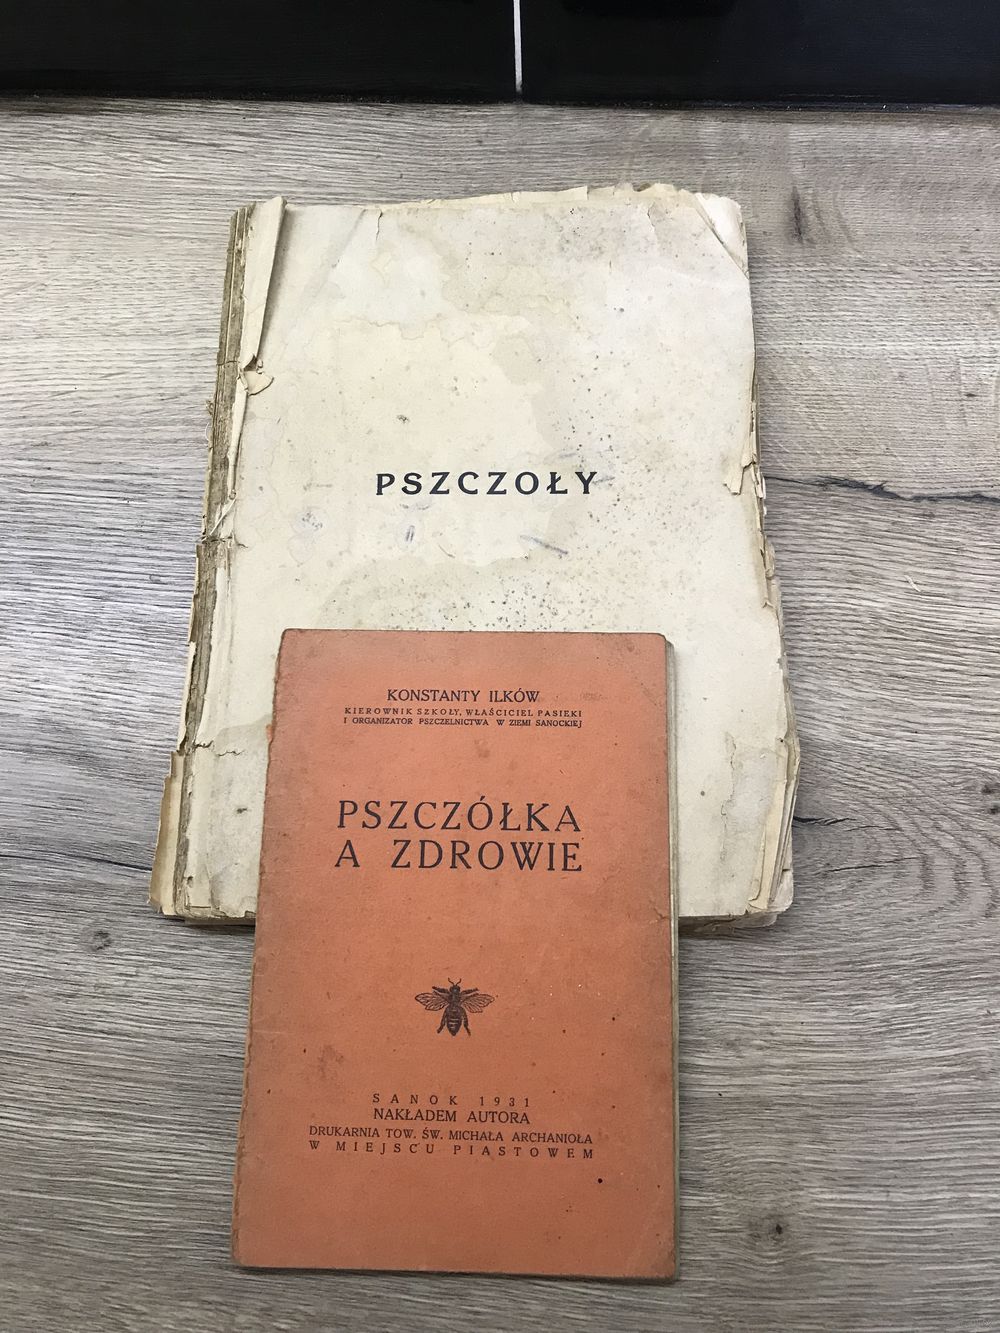 PSZCZOŁY
KONSTANTY ILKÓW
KIEROWNIK SZKOŁY, WŁAŚCICIEL PASIEKI
I ORGANIZATOR PSZCZELNICTWA W ZIEMI SANOCKIEJ
PSZCZÓŁKA
A ZDROWIE
SANOK 1931
NAKŁADEM AUTORA
DRUKARNIA TOW. ŚW. MICHAŁA ARCHANIOŁA
W MIEJSCU PIASTOWEM